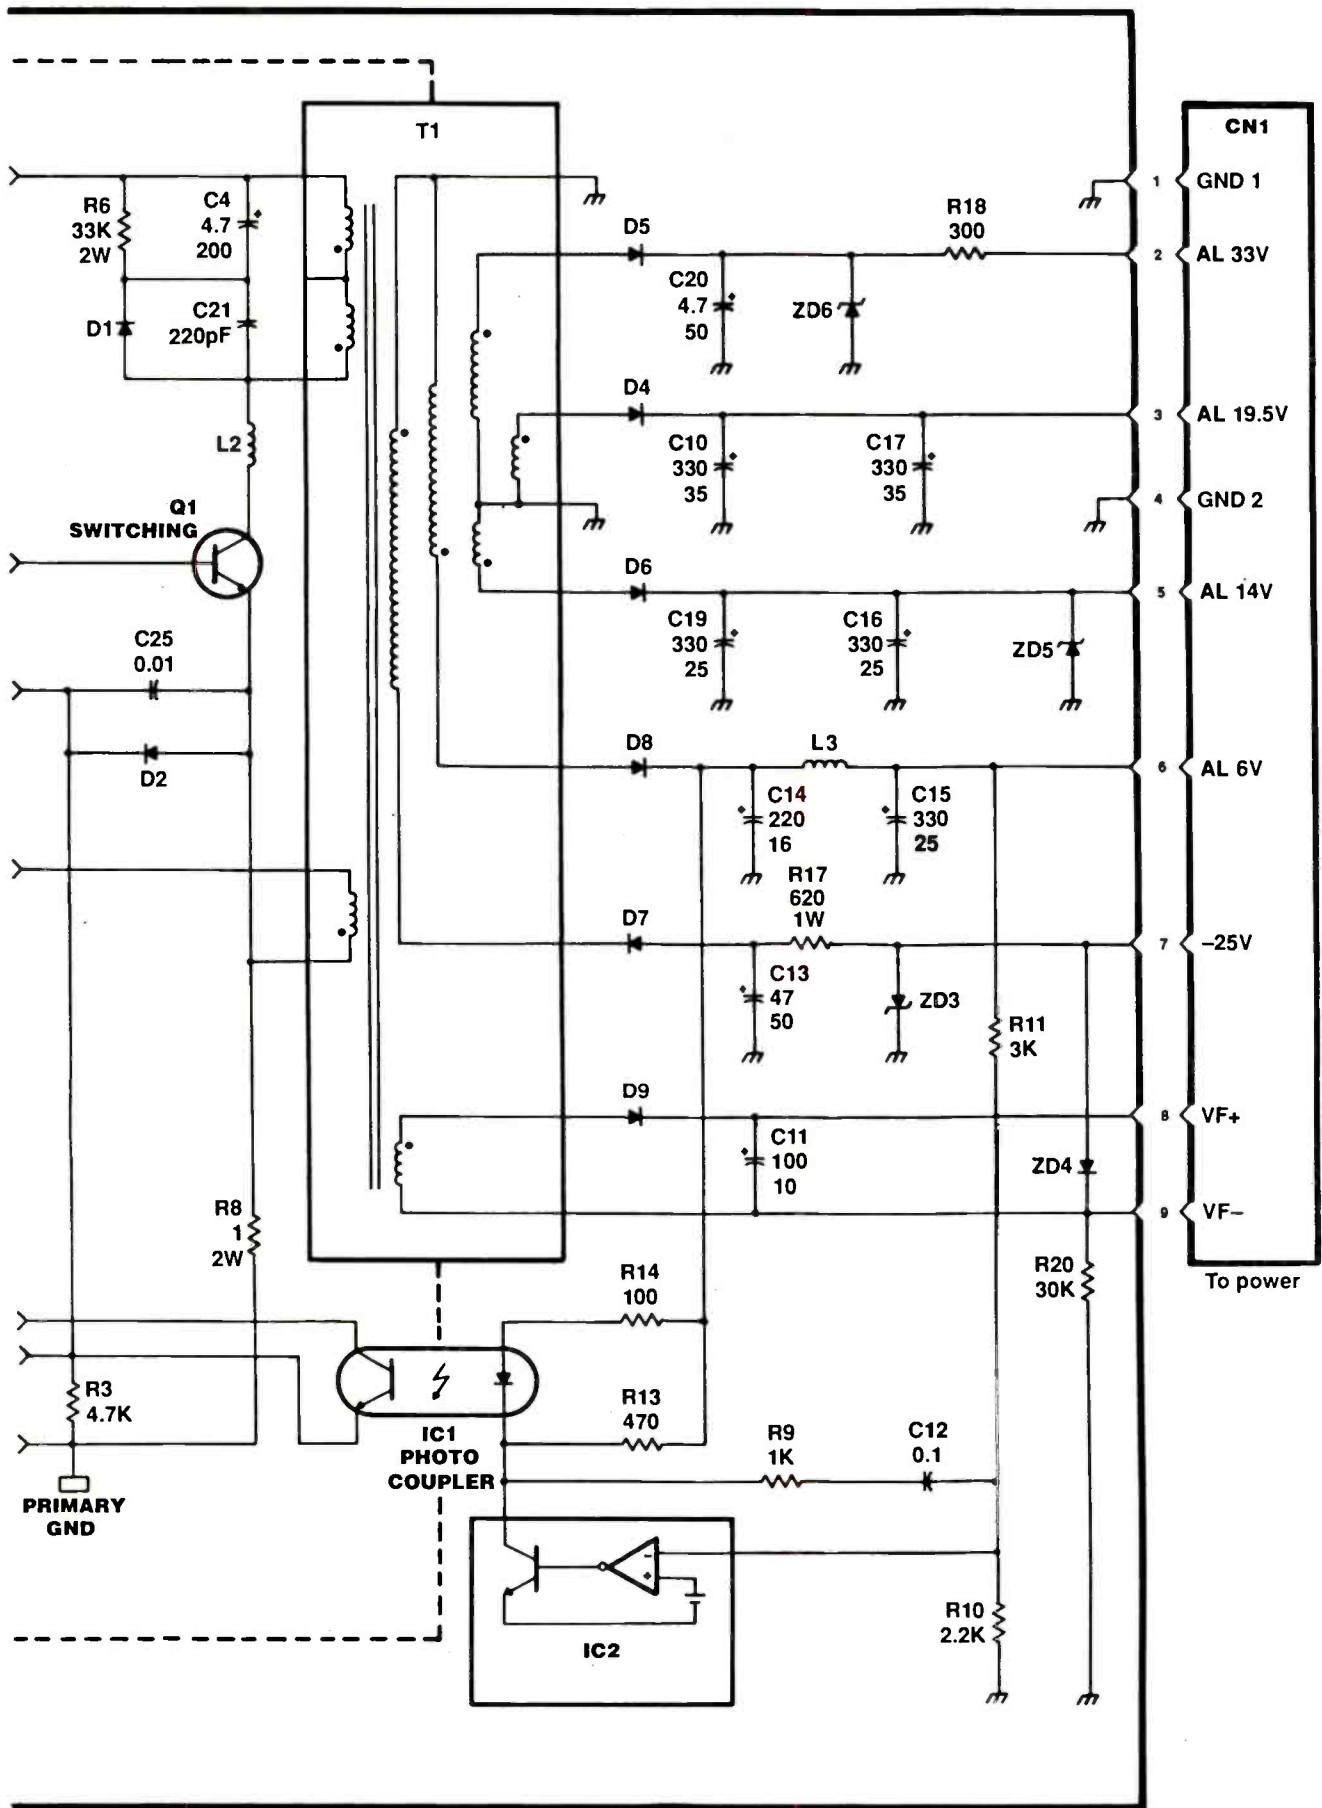 T1
CN1
1
GND 1
R6
33K
2W
C4
4.7
200
R18
300
D5
2
AL 33V
C20
4.7
50
ZD6
C21
220pF
D1
D4
3
AL 19.5V
L2
C10
330
35
C17
330
35
Q1
SWITCHING
4
GND 2
D6
5
AL 14V
C19
330
25
C16
330
25
ZD5
C25
0.01
D2
D8
L3
6
AL 6V
C14
220
16
C15
330
25
R17
620
1W
D7
7
–25V
C13
47
50
ZD3
R11
3K
D9
8
VF+
C11
100
10
ZD4
9
VF–
R8
1
2W
R14
100
R20
30K
To power
R3
4.7K
R13
470
IC1
PHOTO
COUPLER
R9
1K
C12
0.1
PRIMARY
GND
–
+
R10
2.2K
IC2